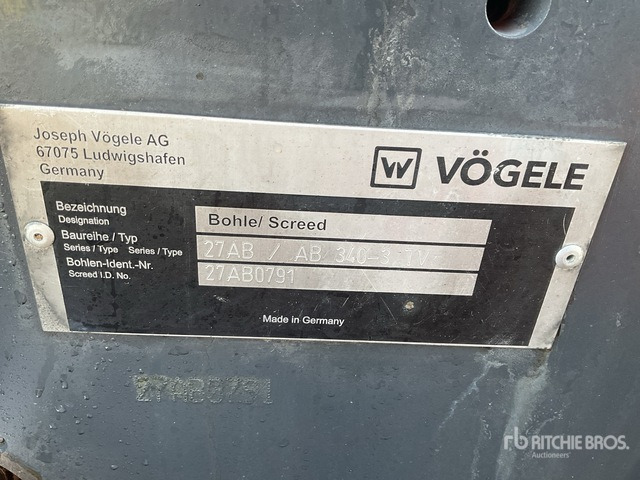 Joseph Vögele AG
67075 Ludwigshafen
Germany
W VÖGELE
Bezeichnung
Designation
Bohle/ Screed
Baureihe / Typ
Series / Type Series / Type
27AB / AB 340-3 TV
Bohlen-Ident.-Nr.
Screed I.D. No.
27AB0791
Made in Germany
rb RITCHIE BROS.
Auctioneers